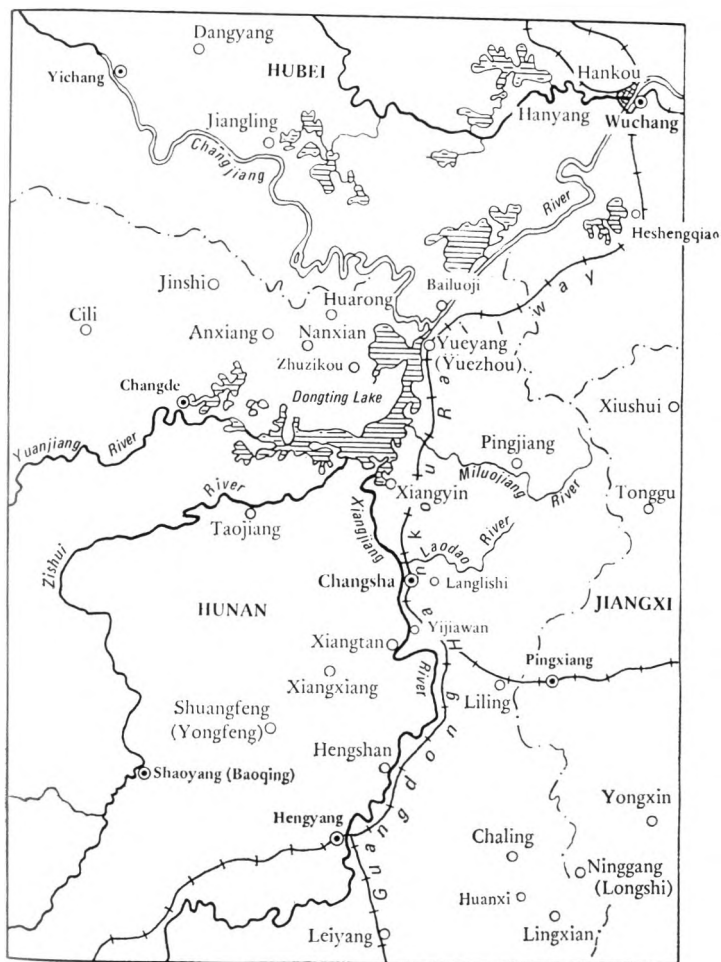 Dangyang
Yichang
HUBEI
Hankou
Jiangling
Hanyang
Wuchang
Changjiang
River
Heshengqiao
Jinshi
Bailuoji
Huarong
Cili
Anxiang
Nanxian
Yueyang
(Yuezhou)
Zhuzikou
Changde
Dongting Lake
Xiushui
Yuanjiang River
Pingjiang
Miluojiang River
Xiangyin
Tonggu
Zishui River
Taojiang
Xiangjiang River
Laodao River
Changsha
Langlishi
HUNAN
JIANGXI
Yijiawan
Xiangtan
Pingxiang
Xiangxiang
Liling
Shuangfeng
(Yongfeng)
Hengshan
Shaoyang (Baoqing)
Yongxin
Hengyang
Chaling
Ninggang
(Longshi)
Huanxi
Lingxian
Leiyang
Guangdong Hankou Railway